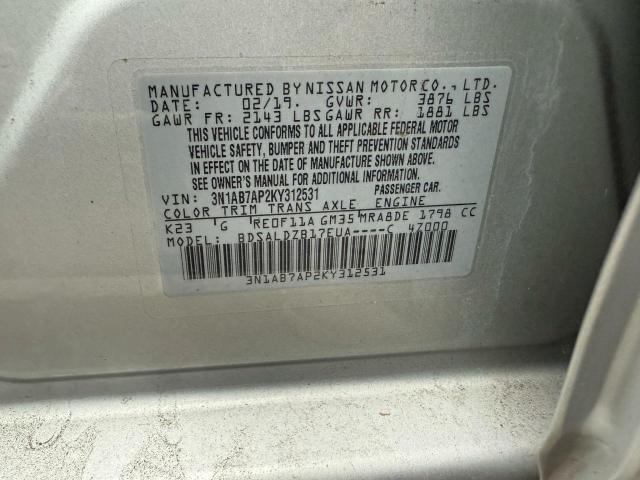 MANUFACTURED BY NISSAN MOTOR CO., LTD.
DATE: 02/19. GVWR: 3876 LBS
GAWR FR: 2143 LBS GAWR RR: 1881 LBS
THIS VEHICLE CONFORMS TO ALL APPLICABLE FEDERAL MOTOR
VEHICLE SAFETY, BUMPER AND THEFT PREVENTION STANDARDS
IN EFFECT ON THE DATE OF MANUFACTURE SHOWN ABOVE.
SEE OWNER'S MANUAL FOR ADDITIONAL INFORMATION.
VIN: 3N1AB7AP2KY312531 PASSENGER CAR.
COLOR TRIM TRANS AXLE ENGINE
K23 G RE0F11A GM35 MRA8DE 1798 CC
MODEL BDSALDZB17EUA----C 47000
3N1AB7AP2KY312531